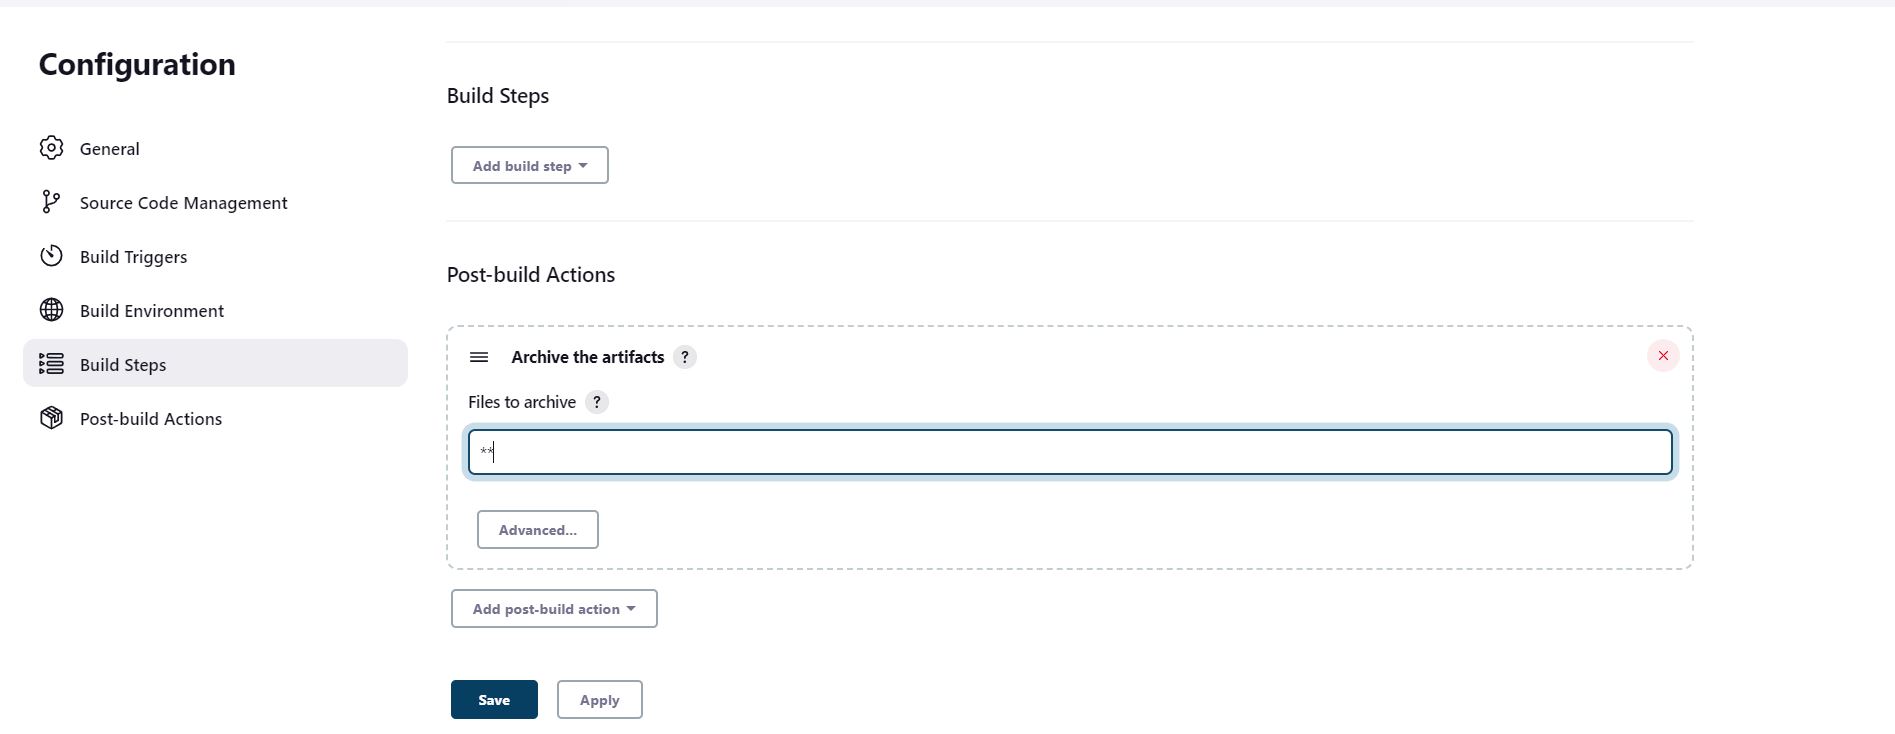 Configuration
General
Source Code Management
Build Triggers
Build Environment
Build Steps
Post-build Actions
Build Steps
Add build step
Post-build Actions
Archive the artifacts ?
Files to archive ?
**
Advanced...
Add post-build action
Save Apply